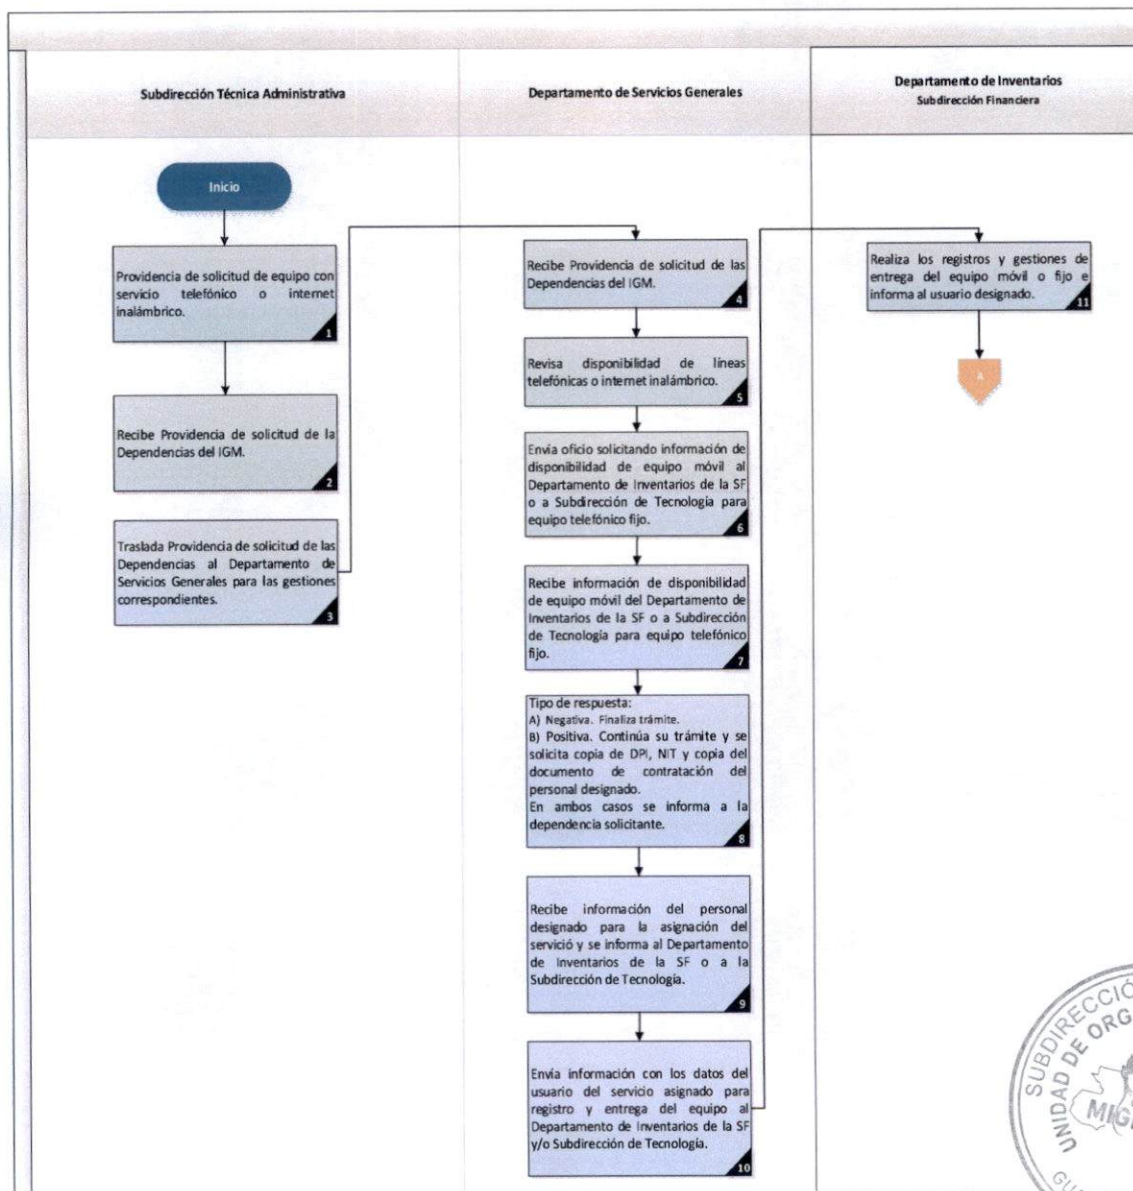 Subdirección Técnica Administrativa
Departamento de Servicios Generales
Departamento de Inventarios
Subdirección Financiera
Inicio
Providencia de solicitud de equipo con
servicio telefónico o internet
inalámbrico.
1
Recibe Providencia de solicitud de la
Dependencias del IGM.
2
Traslada Providencia de solicitud de las
Dependencias al Departamento de
Servicios Generales para las gestiones
correspondientes.
3
Recibe Providencia de solicitud de las
Dependencias del IGM.
4
Revisa disponibilidad de líneas
telefónicas o internet inalámbrico.
5
Envía oficio solicitando información de
disponibilidad de equipo móvil al
Departamento de Inventarios de la SF
o a Subdirección de Tecnología para
equipo telefónico fijo.
6
Recibe información de disponibilidad
de equipo móvil del Departamento de
Inventarios de la SF o a Subdirección
de Tecnología para equipo telefónico
fijo.
7
Tipo de respuesta:
A) Negativa. Finaliza trámite.
B) Positiva. Continúa su trámite y se
solicita copia de DPI, NIT y copia del
documento de contratación del
personal designado.
En ambos casos se informa a la
dependencia solicitante.
8
Recibe información del personal
designado para la asignación del
servició y se informa al Departamento
de Inventarios de la SF o a la
Subdirección de Tecnología.
9
Envía información con los datos del
usuario del servicio asignado para
registro y entrega del equipo al
Departamento de Inventarios de la SF
y/o Subdirección de Tecnología.
10
Realiza los registros y gestiones de
entrega del equipo móvil o fijo e
informa al usuario designado.
11
A
SUBDIRECCIÓ
UNIDAD DE ORG